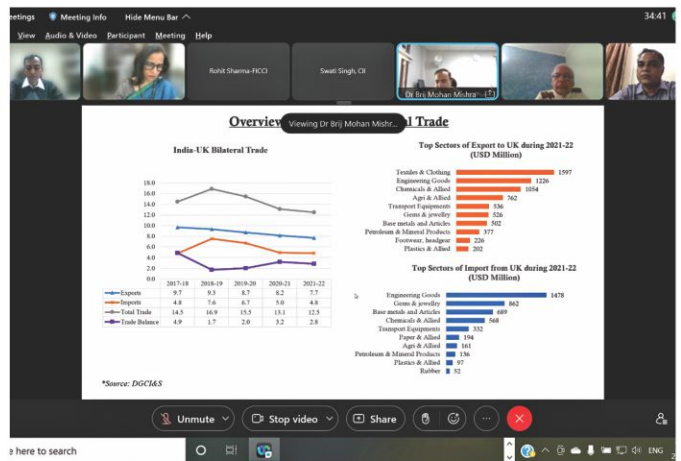 eetings Meeting Info Hide Menu Bar 34:41
View Audio & Video Participant Meeting Help
Rohit Sharma-FICCI Swati Singh, CII Dr Brij Mohan Mishra
Overview Viewing Dr Brij Mohan Mishr... al Trade
India-UK Bilateral Trade
18.0
16.0
14.0
12.0
10.0
8.0
6.0
4.0
2.0
0.0
2017-18 2018-19 2019-20 2020-21 2021-22
Exports 9.7 9.3 8.7 8.2 7.7
Imports 4.8 7.6 6.7 5.0 4.8
Total Trade 14.5 16.9 15.5 13.1 12.5
Trade Balance 4.9 1.7 2.0 3.2 2.8
*Source: DGCI&S
Top Sectors of Export to UK during 2021-22
(USD Million)
Textiles & Clothing 1597
Engineering Goods 1226
Chemicals & Allied 1054
Agri & Allied 762
Transport Equipments 536
Gems & jewellry 526
Base metals and Articles 502
Petroleum & Mineral Products 377
Footwear, headgear 226
Plastics & Allied 202
Top Sectors of Import from UK during 2021-22
(USD Million)
Engineering Goods 1478
Gems & jewellry 862
Base metals and Articles 689
Chemicals & Allied 568
Transport Equipments 332
Paper & Allied 194
Agri & Allied 161
Petroleum & Mineral Products 136
Plastics & Allied 97
Rubber 52
Unmute Stop video Share
e here to search ENG